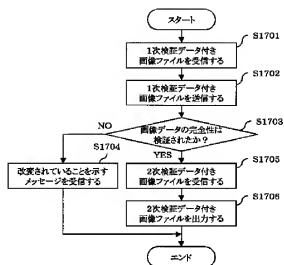 スタート
S1701
1次検証データ付き
画像ファイルを受信する
S1702
1次検証データ付き
画像ファイルを送信する
S1703
画像データの完全性は
検証されたか?
NO
S1704
改変されていることを示す
メッセージを受信する
YES
S1705
2次検証データ付き
画像ファイルを受信する
S1706
2次検証データ付き
画像ファイルを出力する
エンド